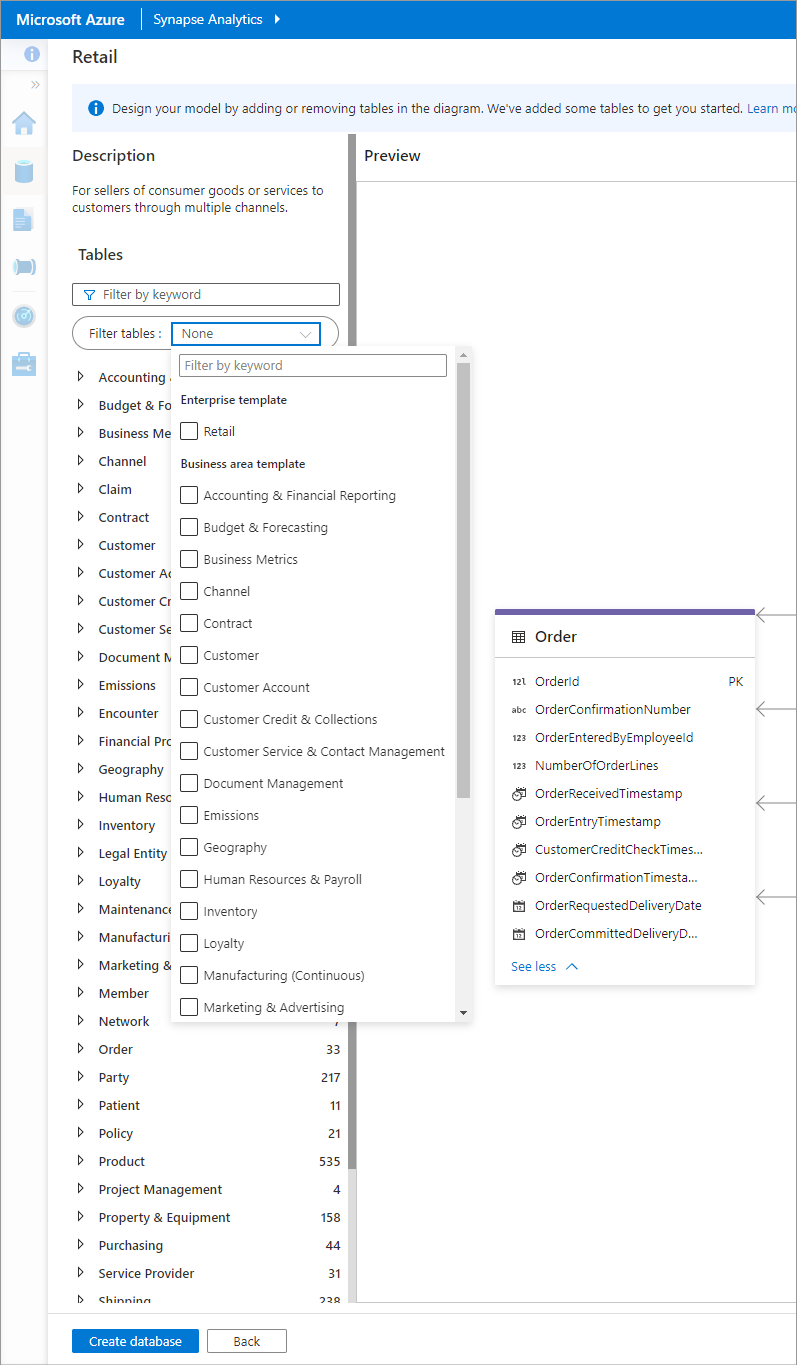 Microsoft Azure
Synapse Analytics
Retail
Design your model by adding or removing tables in the diagram. We've added some tables to get you started. Learn mo
Description
For sellers of consumer goods or services to
customers through multiple channels.
Tables
Filter by keyword
Filter tables : None
Accounting
Budget & Fo
Business Me
Channel
Claim
Contract
Customer
Customer Ac
Customer Cr
Customer Se
Document M
Emissions
Encounter
Financial Pro
Geography
Human Reso
Inventory
Legal Entity
Loyalty
Maintenance
Manufacturi
Marketing &
Member
Network 7
Order 33
Party 217
Patient 11
Policy 21
Product 535
Project Management 4
Property & Equipment 158
Purchasing 44
Service Provider 31
Shipping 238
Filter by keyword
Enterprise template
Retail
Business area template
Accounting & Financial Reporting
Budget & Forecasting
Business Metrics
Channel
Contract
Customer
Customer Account
Customer Credit & Collections
Customer Service & Contact Management
Document Management
Emissions
Geography
Human Resources & Payroll
Inventory
Loyalty
Manufacturing (Continuous)
Marketing & Advertising
Preview
Order
12L OrderId PK
abc OrderConfirmationNumber
123 OrderEnteredByEmployeeId
123 NumberOfOrderLines
OrderReceivedTimestamp
OrderEntryTimestamp
CustomerCreditCheckTimes...
OrderConfirmationTimesta...
OrderRequestedDeliveryDate
OrderCommittedDeliveryD...
See less
Create database
Back